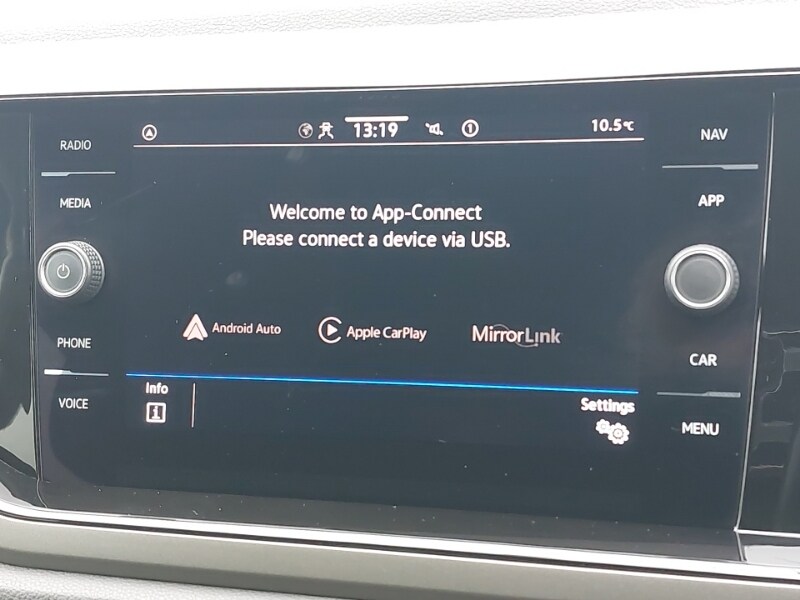 RADIO
MEDIA
PHONE
VOICE
13:19
1
10.5°C
Welcome to App-Connect
Please connect a device via USB.
Android Auto
Apple CarPlay
MirrorLink
Info
i
Settings
NAV
APP
CAR
MENU